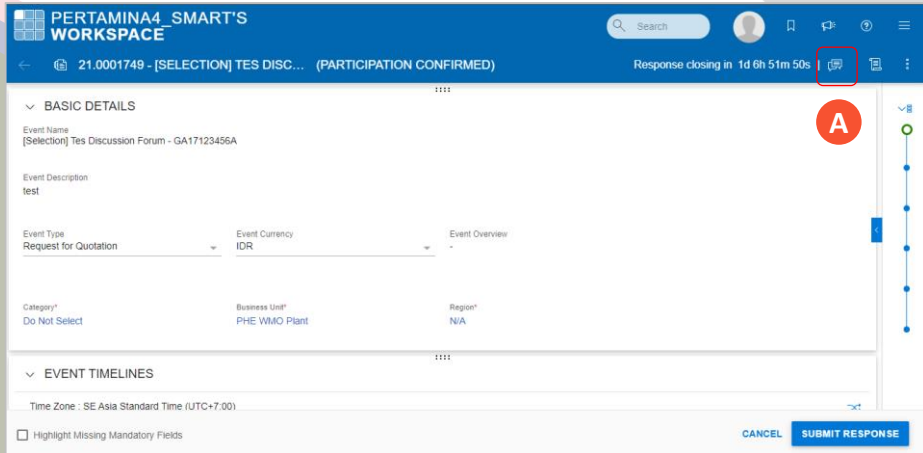 PERTAMINA4_SMART'S
WORKSPACE
Search
21.0001749 - [SELECTION] TES DISC... (PARTICIPATION CONFIRMED)
Response closing in 1d 6h 51m 50s
A
BASIC DETAILS
Event Name
[Selection] Tes Discussion Forum - GA17123456A
Event Description
test
Event Type Event Currency Event Overview
Request for Quotation IDR -
Category* Business Unit* Region*
Do Not Select PHE WMO Plant N/A
EVENT TIMELINES
Time Zone : SE Asia Standard Time (UTC+7:00)
Highlight Missing Mandatory Fields
CANCEL SUBMIT RESPONSE